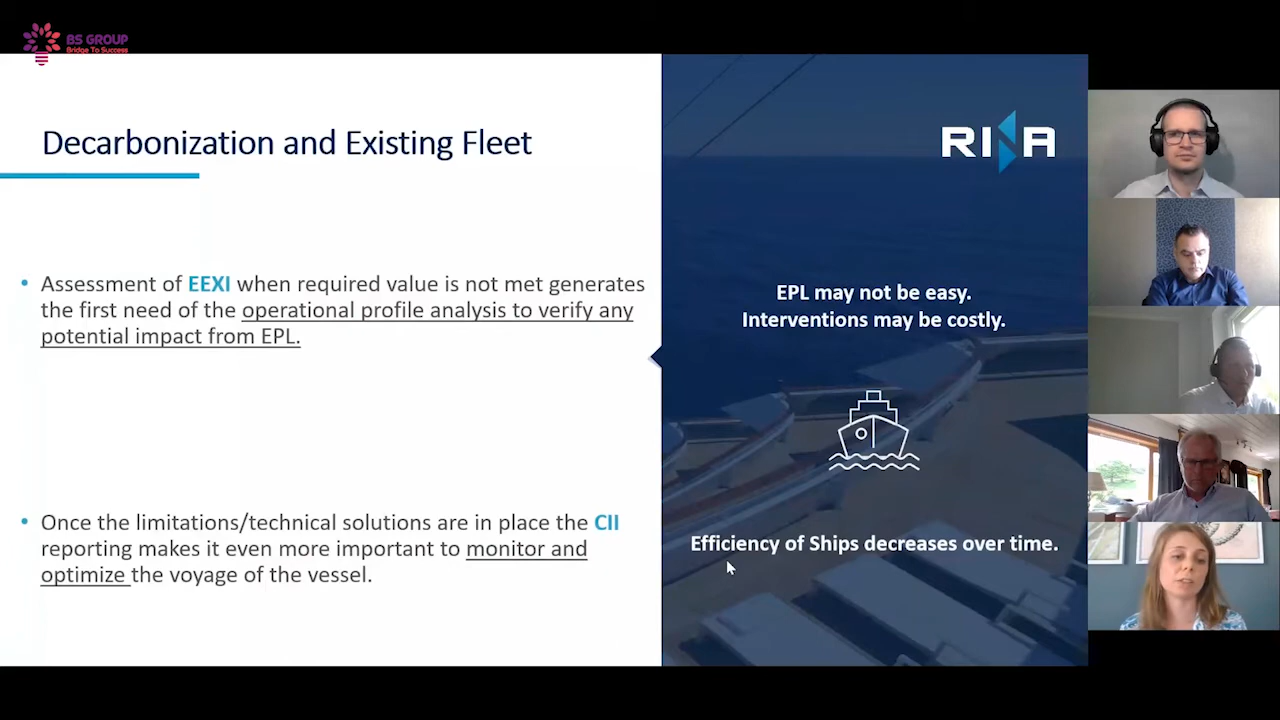 BS GROUP
Bridge To Success
Decarbonization and Existing Fleet
• Assessment of EEXI when required value is not met generates
the first need of the operational profile analysis to verify any
potential impact from EPL.
• Once the limitations/technical solutions are in place the CII
reporting makes it even more important to monitor and
optimize the voyage of the vessel.
RINA
EPL may not be easy.
Interventions may be costly.
Efficiency of Ships decreases over time.